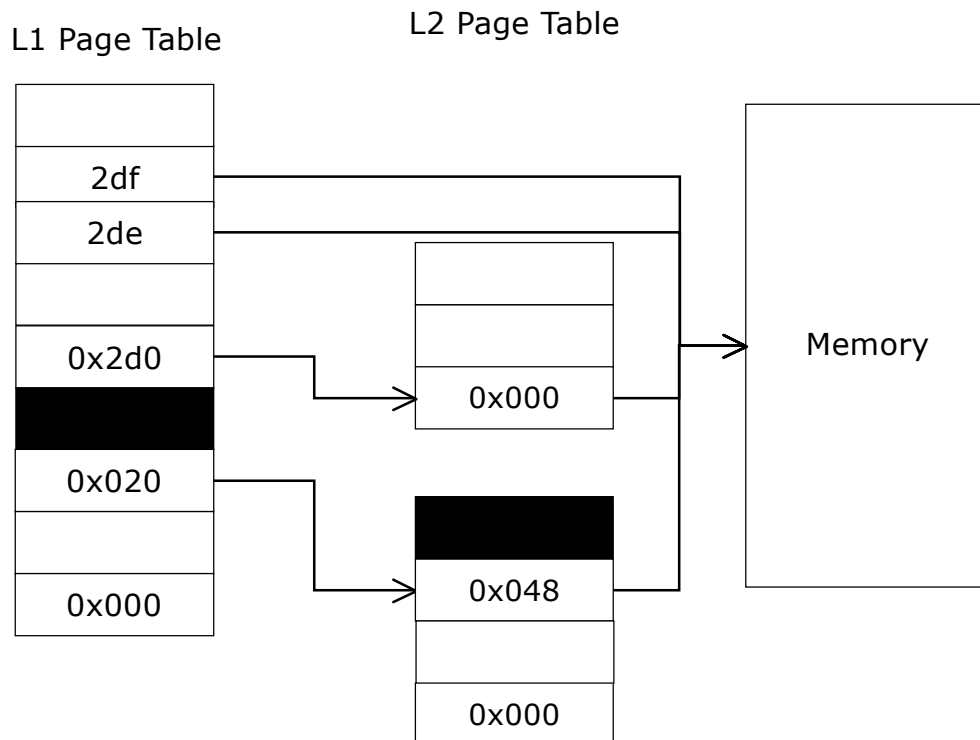 L1 Page Table
L2 Page Table
2df
2de
0x2d0
0x020
0x000
0x000
0x048
0x000
Memory